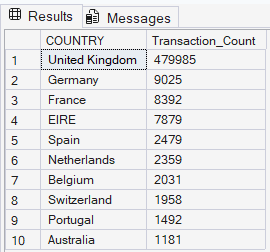 Results Messages
COUNTRY Transaction_Count
1 United Kingdom 479985
2 Germany 9025
3 France 8392
4 EIRE 7879
5 Spain 2479
6 Netherlands 2359
7 Belgium 2031
8 Switzerland 1958
9 Portugal 1492
10 Australia 1181